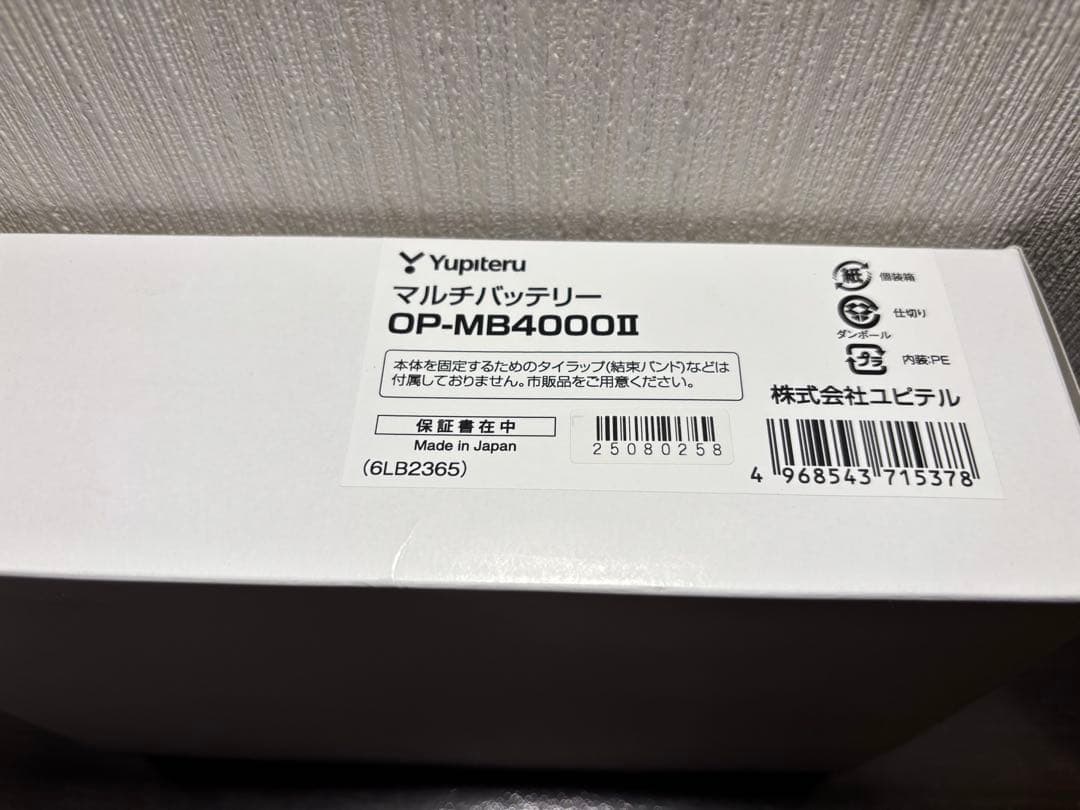 Yupiteru
マルチバッテリー
OP-MB4000Ⅱ
本体を固定するためのタイラップ(結束バンド)などは
付属しておりません。市販品をご用意ください。
保証書在中
Made in Japan
(6LB2365)
25080258
紙 個装箱
仕切り
ダンボール
プラ 内装:PE
株式会社ユピテル
4 968543 715378